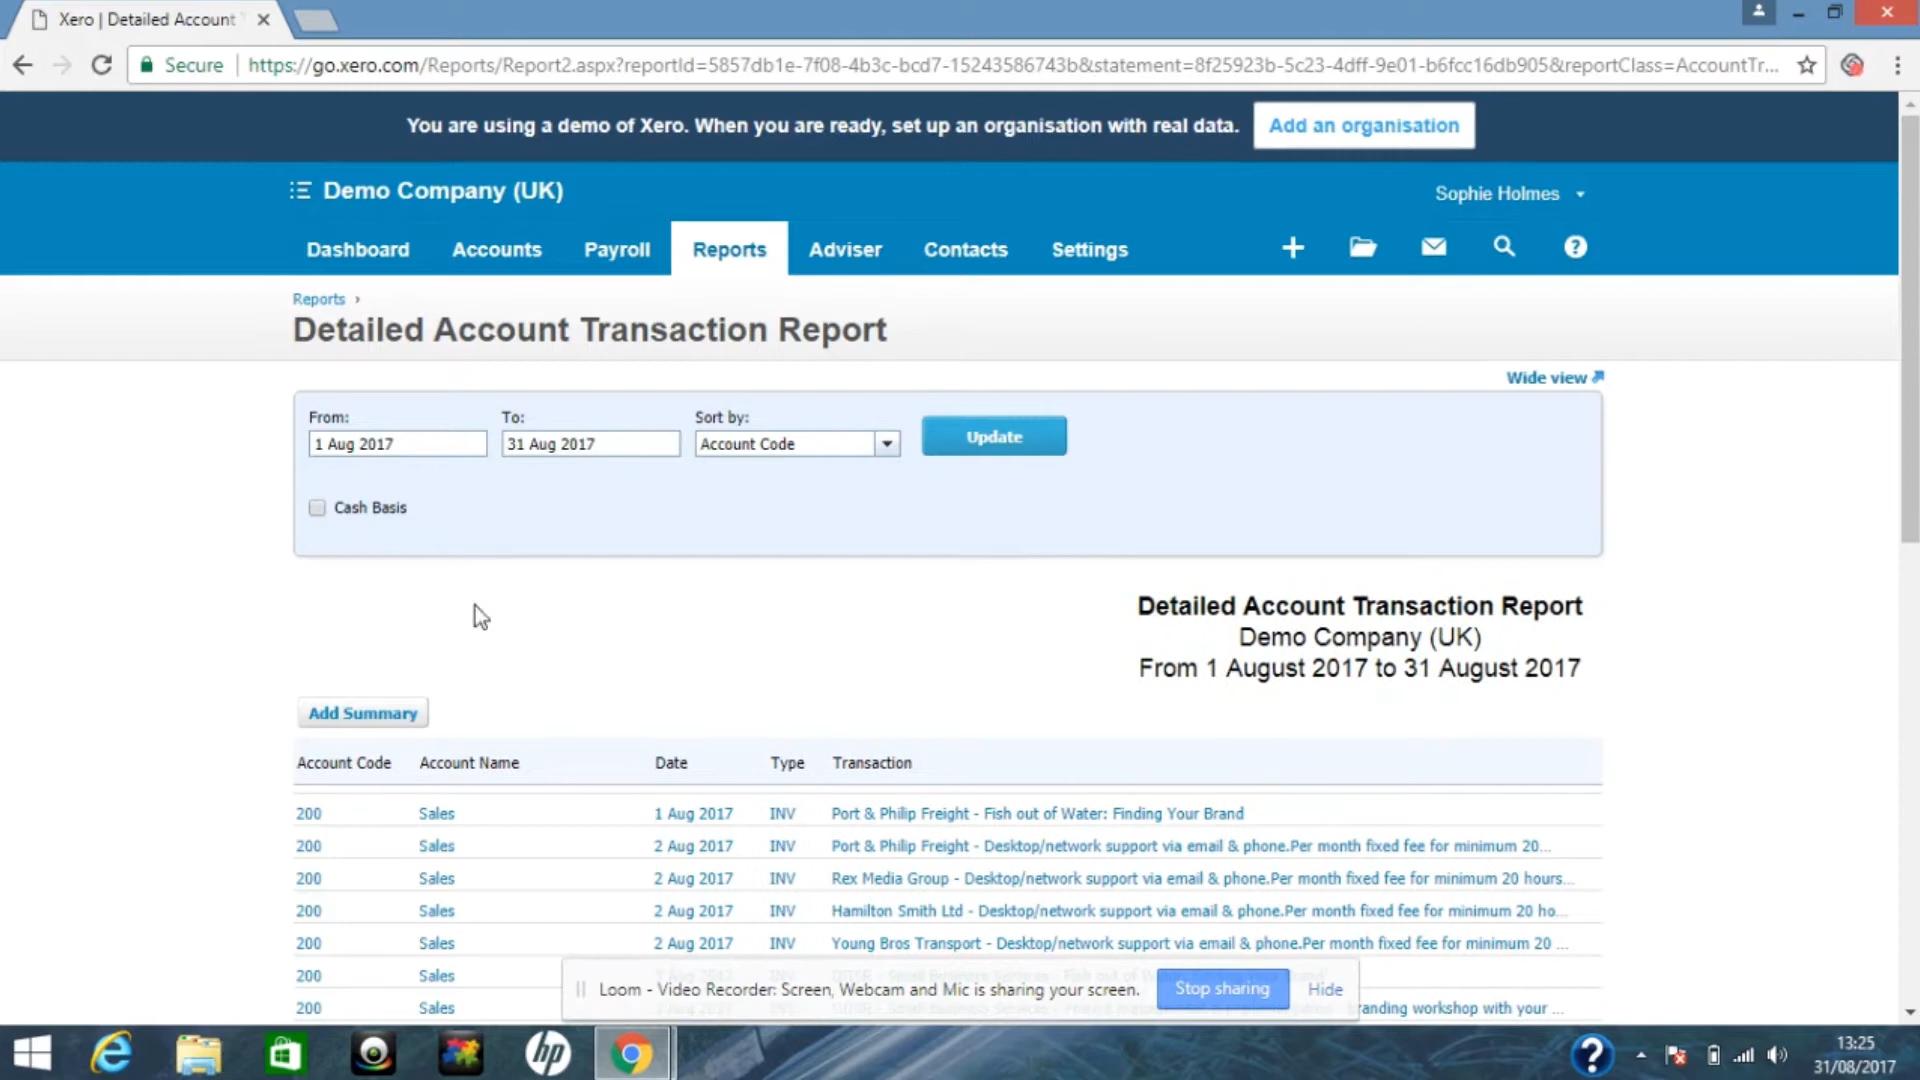 Xero | Detailed Account
Secure
https://go.xero.com/Reports/Report2.aspx?reportId=5857db1e-7f08-4b3c-bcd7-15243586743b&statement=8f25923b-5c23-4dff-9e01-b6fcc16db905&reportClass=AccountTr...
You are using a demo of Xero. When you are ready, set up an organisation with real data.
Add an organisation
Demo Company (UK)
Sophie Holmes
Dashboard Accounts Payroll Reports Adviser Contacts Settings
Reports ›
Detailed Account Transaction Report
Wide view
From: To: Sort by:
1 Aug 2017 31 Aug 2017 Account Code Update
Cash Basis
Detailed Account Transaction Report
Demo Company (UK)
From 1 August 2017 to 31 August 2017
Add Summary
Account Code Account Name Date Type Transaction
200 Sales 1 Aug 2017 INV Port & Philip Freight - Fish out of Water: Finding Your Brand
200 Sales 2 Aug 2017 INV Port & Philip Freight - Desktop/network support via email & phone.Per month fixed fee for minimum 20...
200 Sales 2 Aug 2017 INV Rex Media Group - Desktop/network support via email & phone.Per month fixed fee for minimum 20 hours...
200 Sales 2 Aug 2017 INV Hamilton Smith Ltd - Desktop/network support via email & phone.Per month fixed fee for minimum 20 ho...
200 Sales 2 Aug 2017 INV Young Bros Transport - Desktop/network support via email & phone.Per month fixed fee for minimum 20 ...
200 Sales
Loom - Video Recorder: Screen, Webcam and Mic is sharing your screen. Stop sharing Hide
200 Sales branding workshop with your ...
hp
13:25
31/08/2017